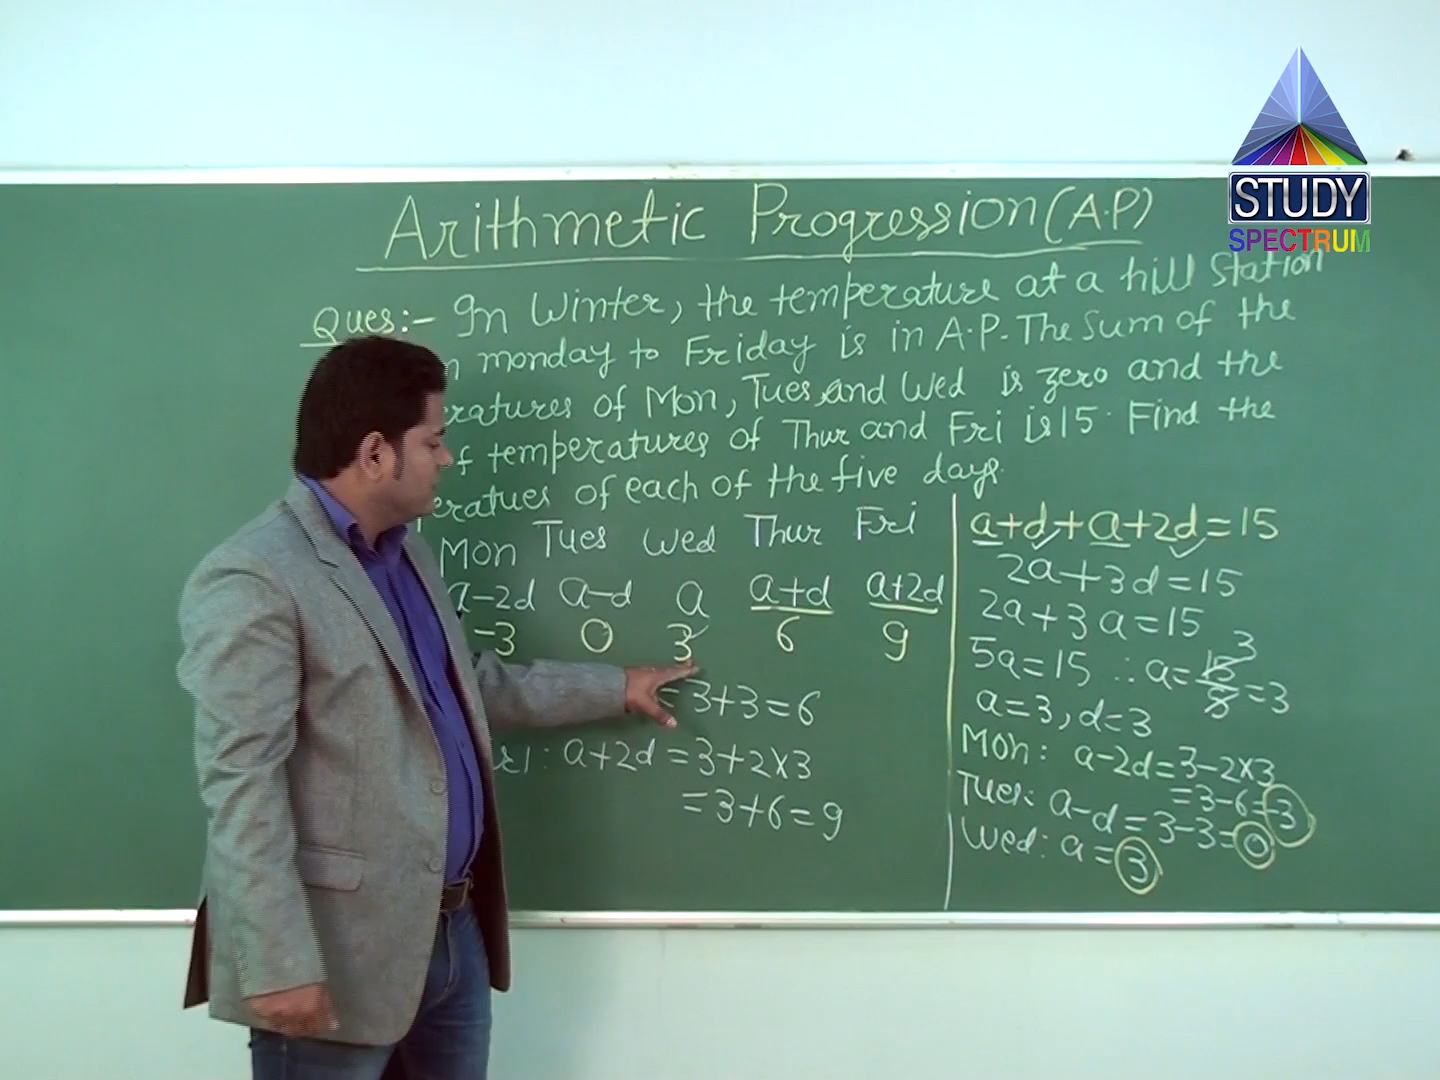 Arithmetic Progression (A.P)
STUDY
SPECTRUM
Ques:- In Winter, the temperature at a hill Station
monday to Friday is in A.P. The Sum of the
of Mon, Tues, and Wed is zero and the
temperatures of Thur and Fri is 15. Find the
of each of the five days.
Mon Tues Wed Thur Fri
a-2d a-d a a+d a+2d
-3 0 3 6 9
=3+3=6
: a+2d = 3+2×3
= 3+6=9
a+d+a+2d=15
2a+3d=15
2a+3a=15
5a=15 ∴ a= 15/5 3 =3
a=3, d=3
Mon: a-2d=3-2×3
=3-6=-3
Tues: a-d=3-3=0
Wed: a=3